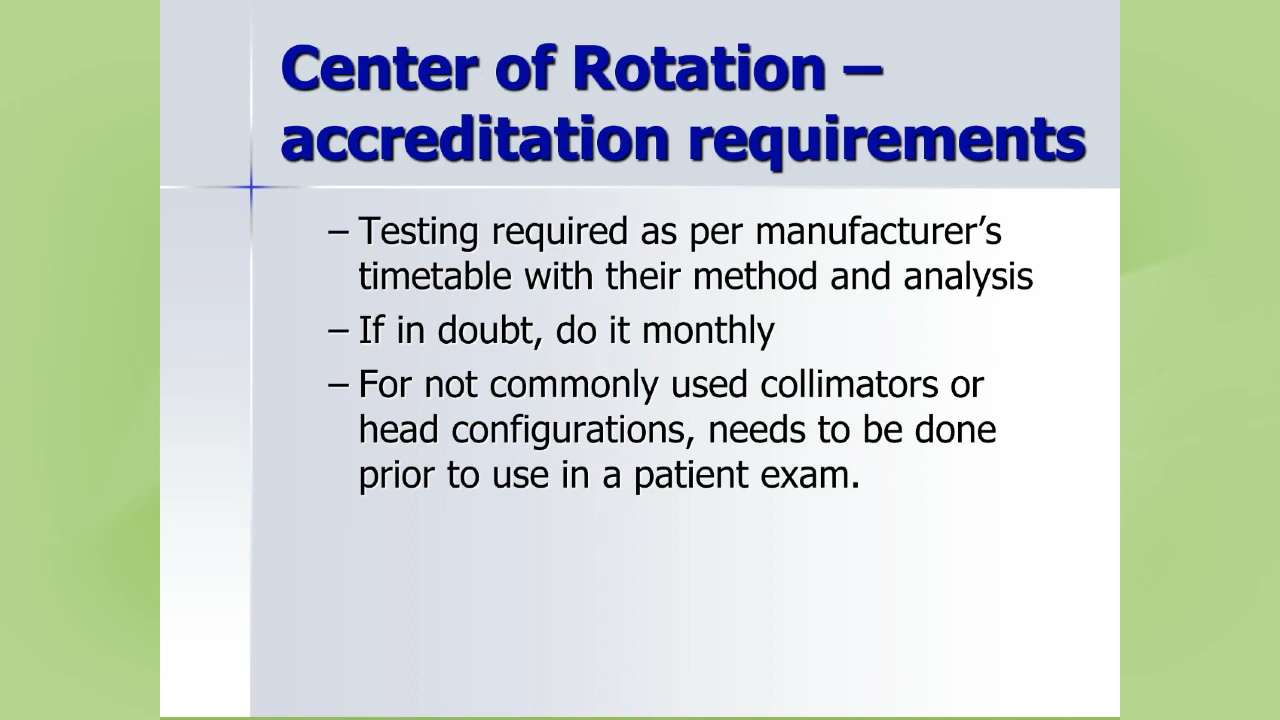 Center of Rotation –
accreditation requirements
– Testing required as per manufacturer’s
timetable with their method and analysis
– If in doubt, do it monthly
– For not commonly used collimators or
head configurations, needs to be done
prior to use in a patient exam.